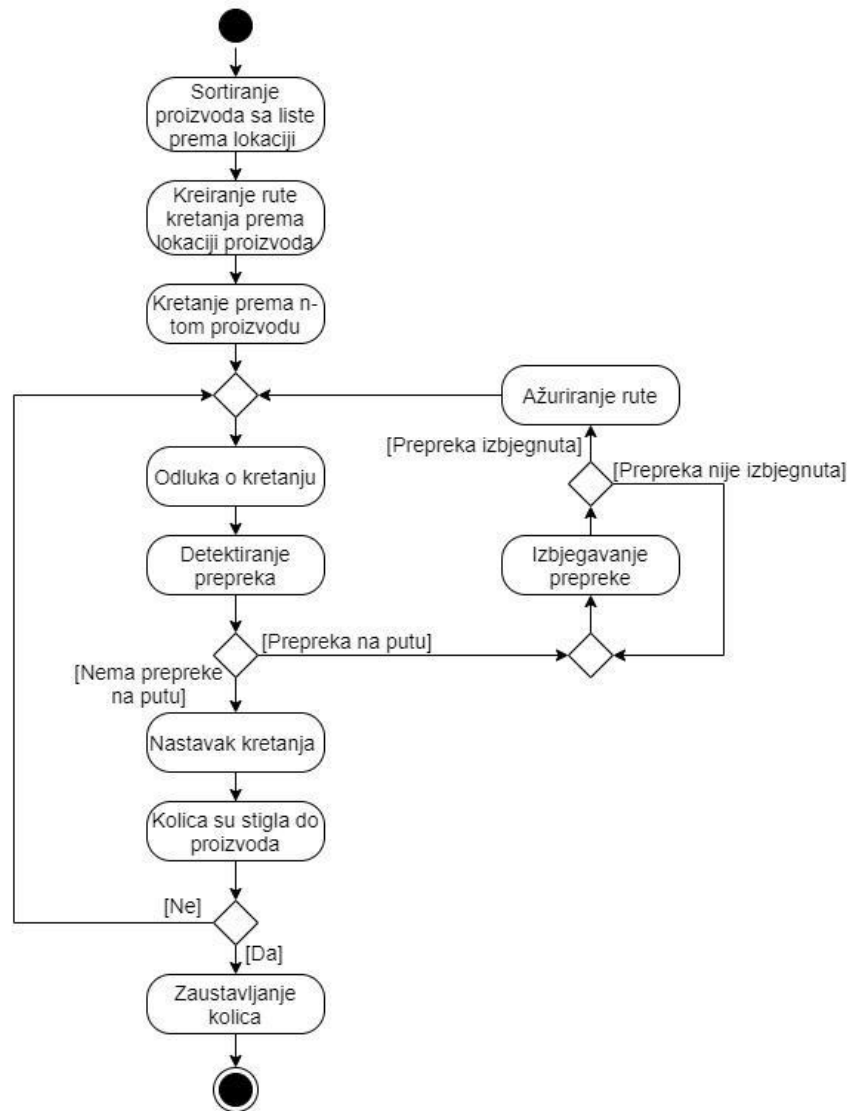 Sortiranje
proizvoda sa liste
prema lokaciji
Kreiranje rute
kretanja prema
lokaciji proizvoda
Kretanje prema n-
tom proizvodu
Ažuriranje rute
[Prepreka izbjegnuta]
[Prepreka nije izbjegnuta]
Odluka o kretanju
Detektiranje
prepreka
Izbjegavanje
prepreke
[Prepreka na putu]
[Nema prepreke
na putu]
Nastavak kretanja
Kolica su stigla do
proizvoda
[Ne]
[Da]
Zaustavljanje
kolica